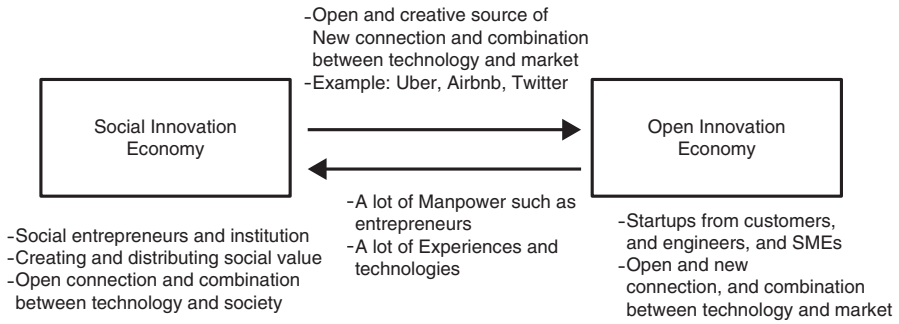 -Open and creative source of
New connection and combination
between technology and market
-Example: Uber, Airbnb, Twitter
Social Innovation
Economy
Open Innovation
Economy
-A lot of Manpower such as
entrepreneurs
-A lot of Experiences and
technologies
-Social entrepreneurs and institution
-Creating and distributing social value
-Open connection and combination
between technology and society
-Startups from customers,
and engineers, and SMEs
-Open and new
connection, and combination
between technology and market